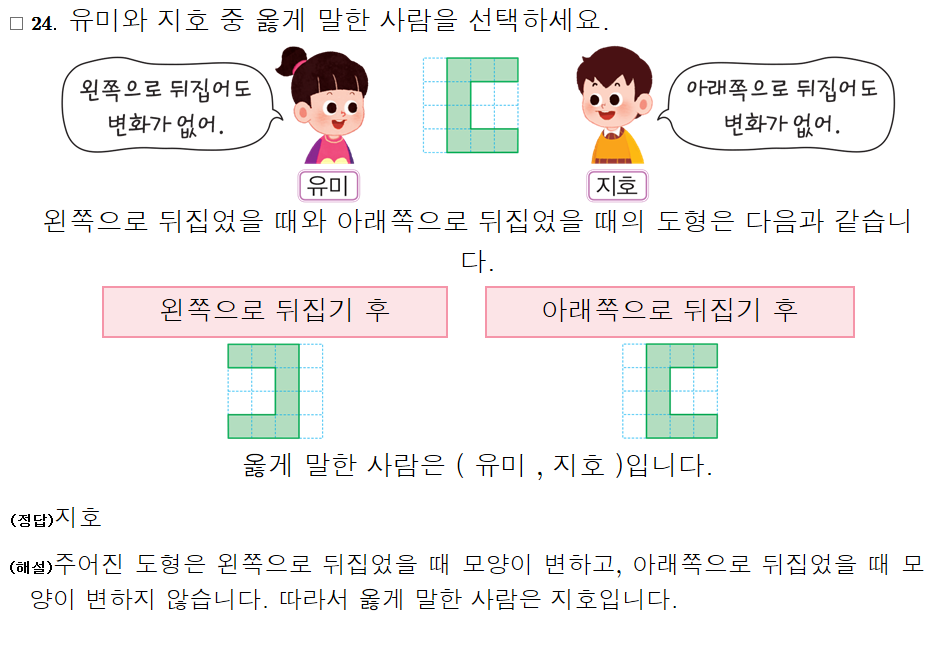 □ 24. 유미와 지호 중 옳게 말한 사람을 선택하세요.
왼쪽으로 뒤집어도
변화가 없어.
아래쪽으로 뒤집어도
변화가 없어.
유미
지호
왼쪽으로 뒤집었을 때와 아래쪽으로 뒤집었을 때의 도형은 다음과 같습니
다.
왼쪽으로 뒤집기 후
아래쪽으로 뒤집기 후
옳게 말한 사람은 ( 유미 , 지호 )입니다.
(정답)지호
(해설)주어진 도형은 왼쪽으로 뒤집었을 때 모양이 변하고, 아래쪽으로 뒤집었을 때 모
양이 변하지 않습니다. 따라서 옳게 말한 사람은 지호입니다.